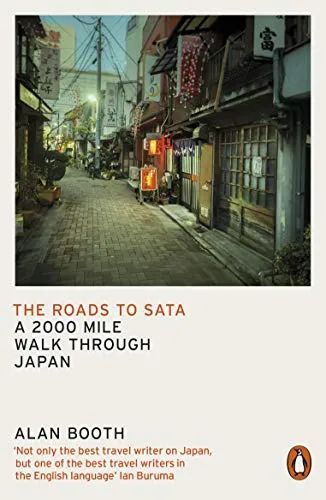 富
THE ROADS TO SATA
A 2000 MILE
WALK THROUGH
JAPAN
ALAN BOOTH
'Not only the best travel writer on Japan,
but one of the best travel writers in
the English language' Ian Buruma